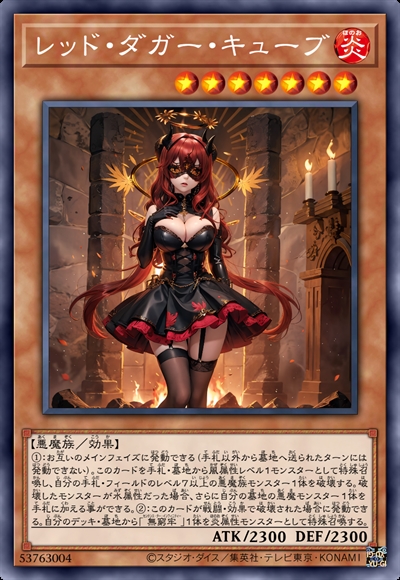 レッド・ダガー・キューブ
炎
ほのお
【悪魔族/効果】
①:お互いのメインフェイズに発動できる(手札以外から墓地へ送られたターンには
発動できない)。このカードを手札・墓地から風属性レベル1モンスターとして特殊召
喚し、自分の手札・フィールドのレベル7以上の悪魔族モンスター1体を破壊する。破
壊したモンスターが水属性だった場合、さらに自分の墓地の悪魔モンスター1体を
手札に加える事ができる。②:このカードが戦闘・効果で破壊された場合に発動でき
る。自分のデッキ・墓地から「無窮牢」1体を炎属性モンスターとして特殊召喚する。
ATK/2300 DEF/2300
53763004
©スタジオ・ダイス/集英社・テレビ東京・KONAMI
YU-GI